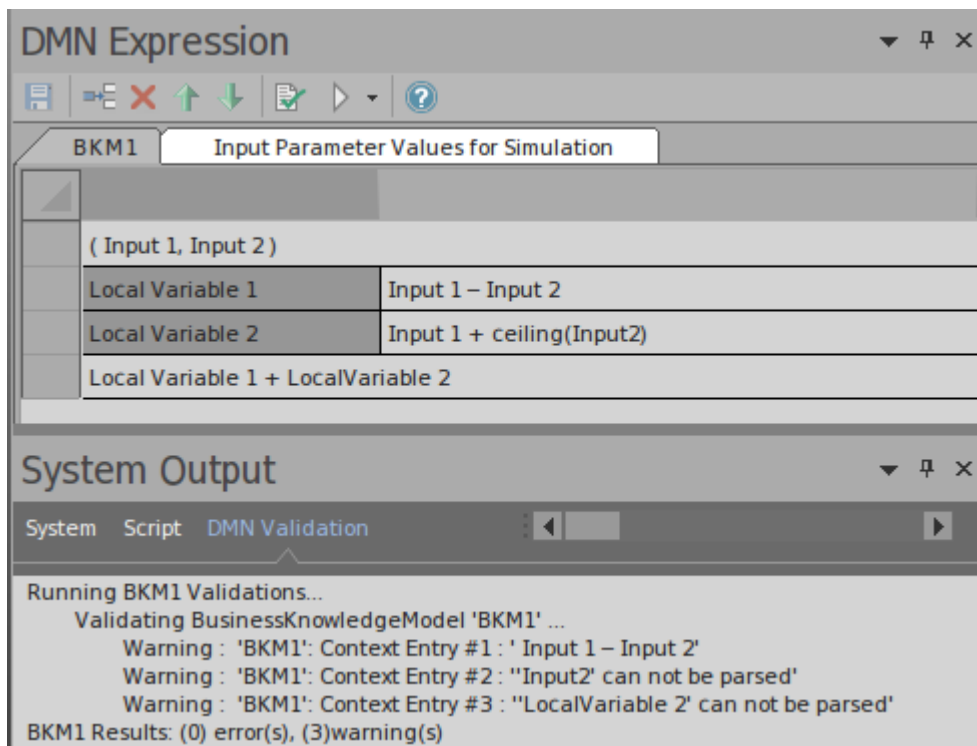 DMN Expression
BKM1 Input Parameter Values for Simulation
( Input 1, Input 2 )
Local Variable 1 Input 1 – Input 2
Local Variable 2 Input 1 + ceiling(Input2)
Local Variable 1 + LocalVariable 2
System Output
System Script DMN Validation
Running BKM1 Validations...
Validating BusinessKnowledgeModel 'BKM1' ...
Warning : 'BKM1': Context Entry #1 : ' Input 1 – Input 2'
Warning : 'BKM1': Context Entry #2 : ''Input2' can not be parsed'
Warning : 'BKM1': Context Entry #3 : ''LocalVariable 2' can not be parsed'
BKM1 Results: (0) error(s), (3)warning(s)